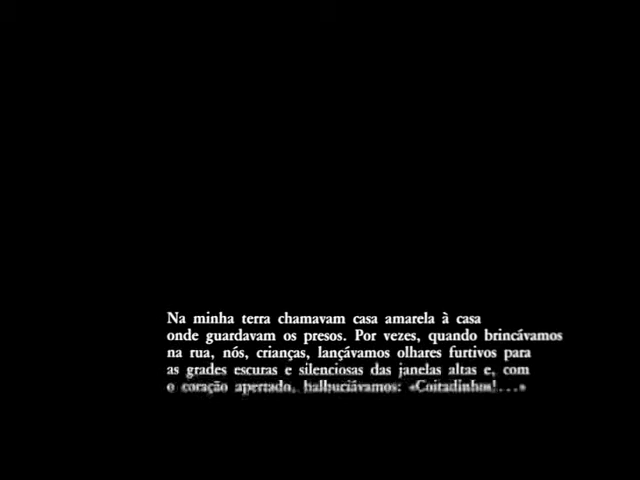 Na minha terra chamavam casa amarela à casa
onde guardavam os presos. Por vezes, quando brincávamos
na rua, nós, crianças, lançávamos olhares furtivos para
as grades escuras e silenciosas das janelas altas e, com
o coração apertado, balbuciávamos: «Coitadinhos!...»